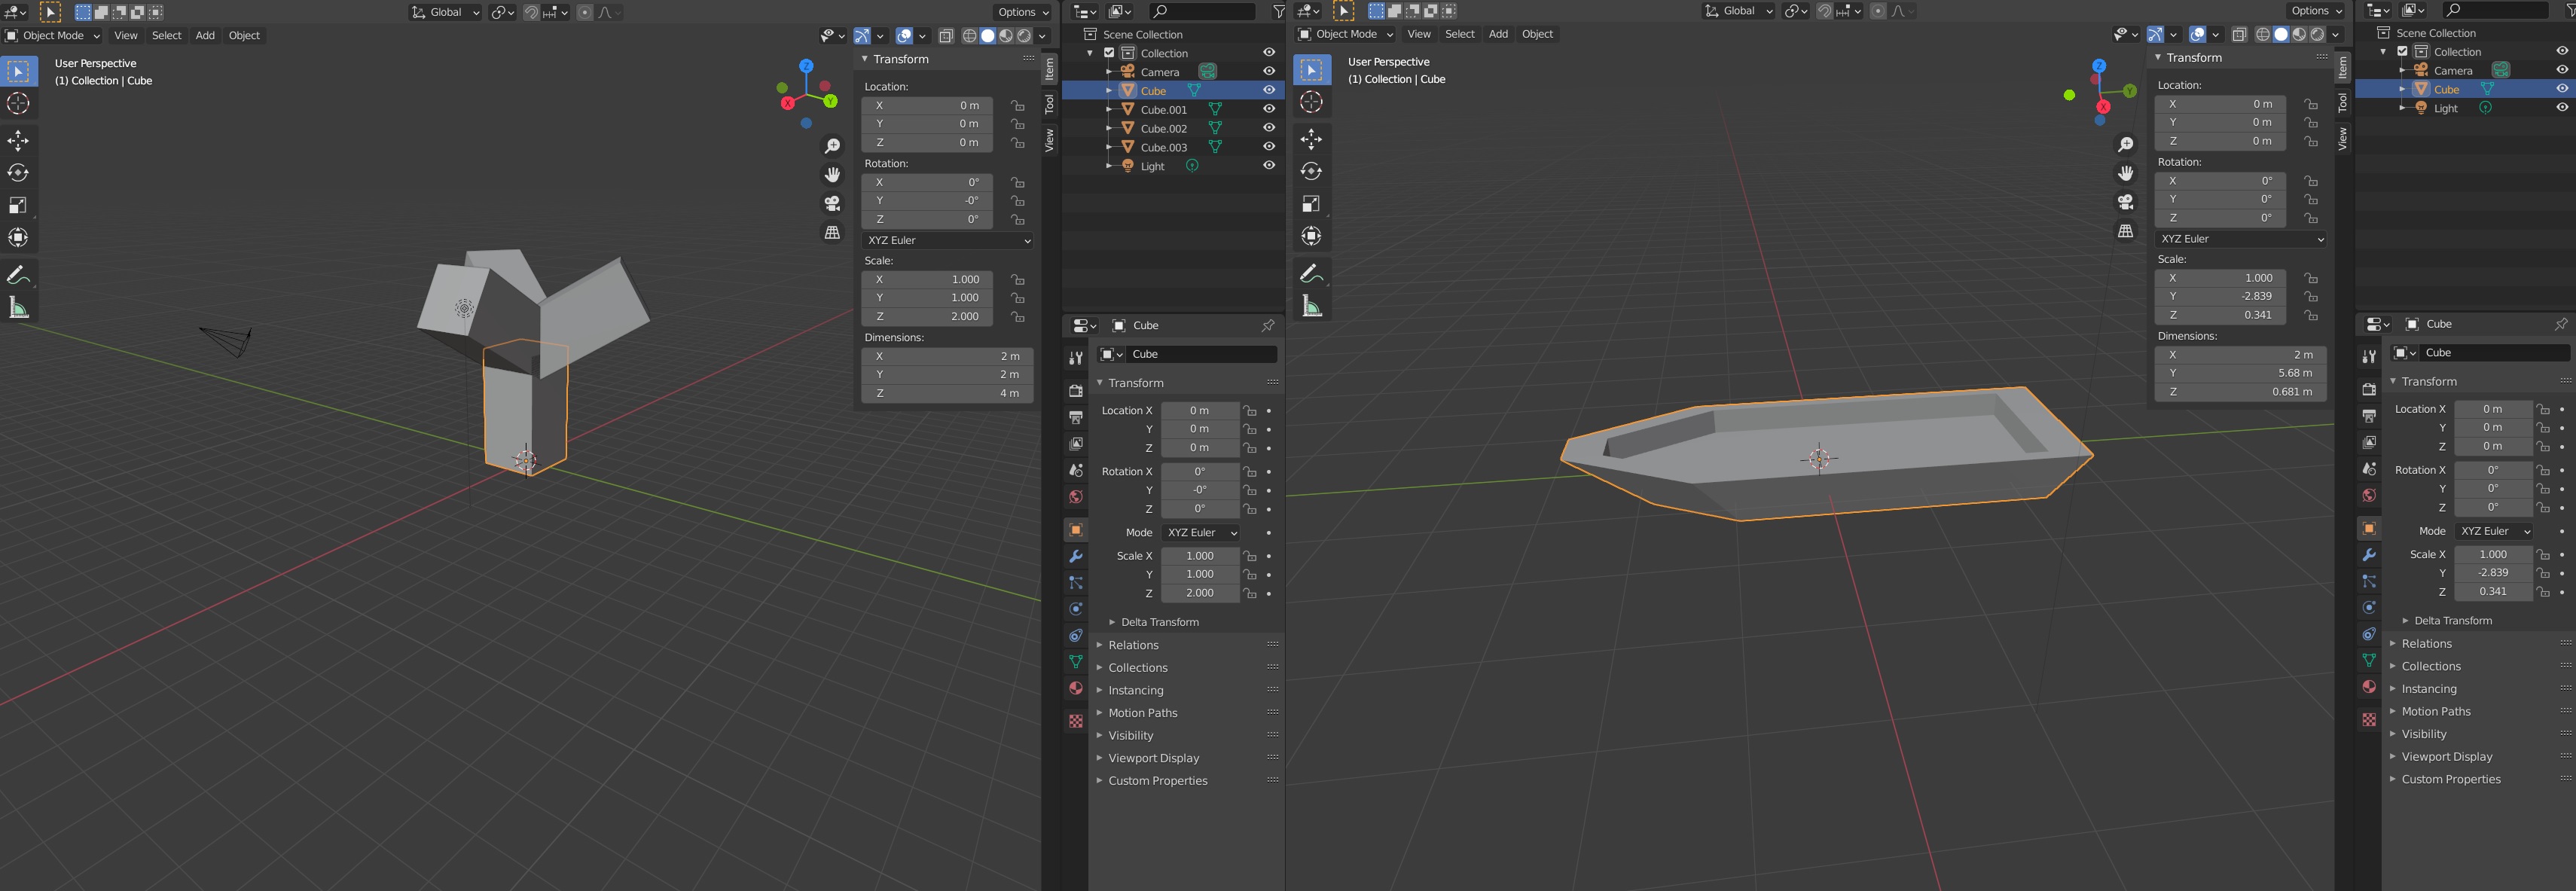 Global
Options
Object Mode
View
Select
Add
Object
User Perspective
(1) Collection | Cube
Z
X
Y
Transform
Location:
X 0 m
Y 0 m
Z 0 m
Rotation:
X 0°
Y -0°
Z 0°
XYZ Euler
Scale:
X 1.000
Y 1.000
Z 2.000
Dimensions:
X 2 m
Y 2 m
Z 4 m
Item
Tool
View
Scene Collection
Collection
Camera
Cube
Cube.001
Cube.002
Cube.003
Light
Cube
Cube
Transform
Location X 0 m
Y 0 m
Z 0 m
Rotation X 0°
Y -0°
Z 0°
Mode XYZ Euler
Scale X 1.000
Y 1.000
Z 2.000
Delta Transform
Relations
Collections
Instancing
Motion Paths
Visibility
Viewport Display
Custom Properties
Global
Options
Object Mode
View
Select
Add
Object
User Perspective
(1) Collection | Cube
Z
Y
X
Transform
Location:
X 0 m
Y 0 m
Z 0 m
Rotation:
X 0°
Y 0°
Z 0°
XYZ Euler
Scale:
X 1.000
Y -2.839
Z 0.341
Dimensions:
X 2 m
Y 5.68 m
Z 0.681 m
Item
Tool
View
Scene Collection
Collection
Camera
Cube
Light
Cube
Cube
Transform
Location X 0 m
Y 0 m
Z 0 m
Rotation X 0°
Y 0°
Z 0°
Mode XYZ Euler
Scale X 1.000
Y -2.839
Z 0.341
Delta Transform
Relations
Collections
Instancing
Motion Paths
Visibility
Viewport Display
Custom Properties